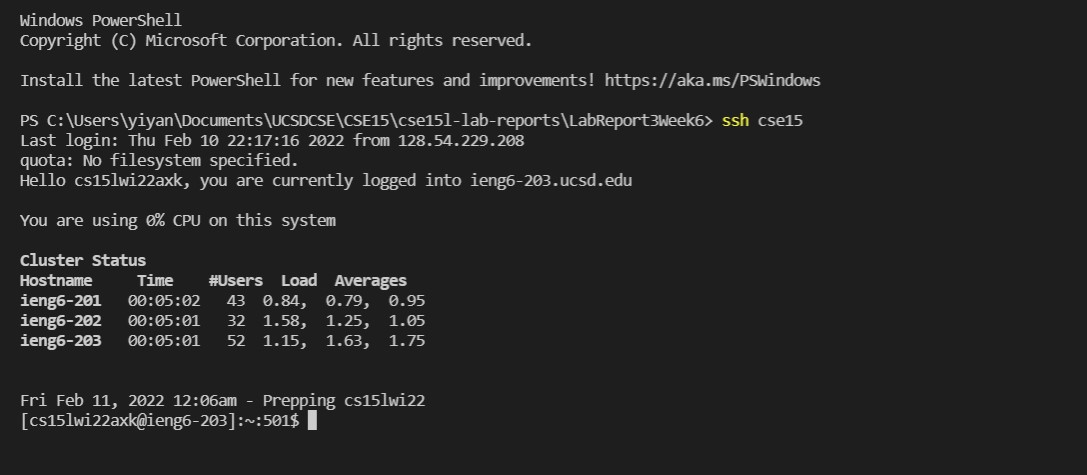 Windows PowerShell
Copyright (C) Microsoft Corporation. All rights reserved.
Install the latest PowerShell for new features and improvements! https://aka.ms/PSWindows
PS C:\Users\yiyan\Documents\UCSDCSE\CSE15\cse15l-lab-reports\LabReport3Week6> ssh cse15
Last login: Thu Feb 10 22:17:16 2022 from 128.54.229.208
quota: No filesystem specified.
Hello cs15lwi22axk, you are currently logged into ieng6-203.ucsd.edu
You are using 0% CPU on this system
Cluster Status
Hostname     Time    #Users  Load  Averages
ieng6-201   00:05:02   43  0.84,  0.79,  0.95
ieng6-202   00:05:01   32  1.58,  1.25,  1.05
ieng6-203   00:05:01   52  1.15,  1.63,  1.75
Fri Feb 11, 2022 12:06am - Prepping cs15lwi22
[cs15lwi22axk@ieng6-203]:~:501$